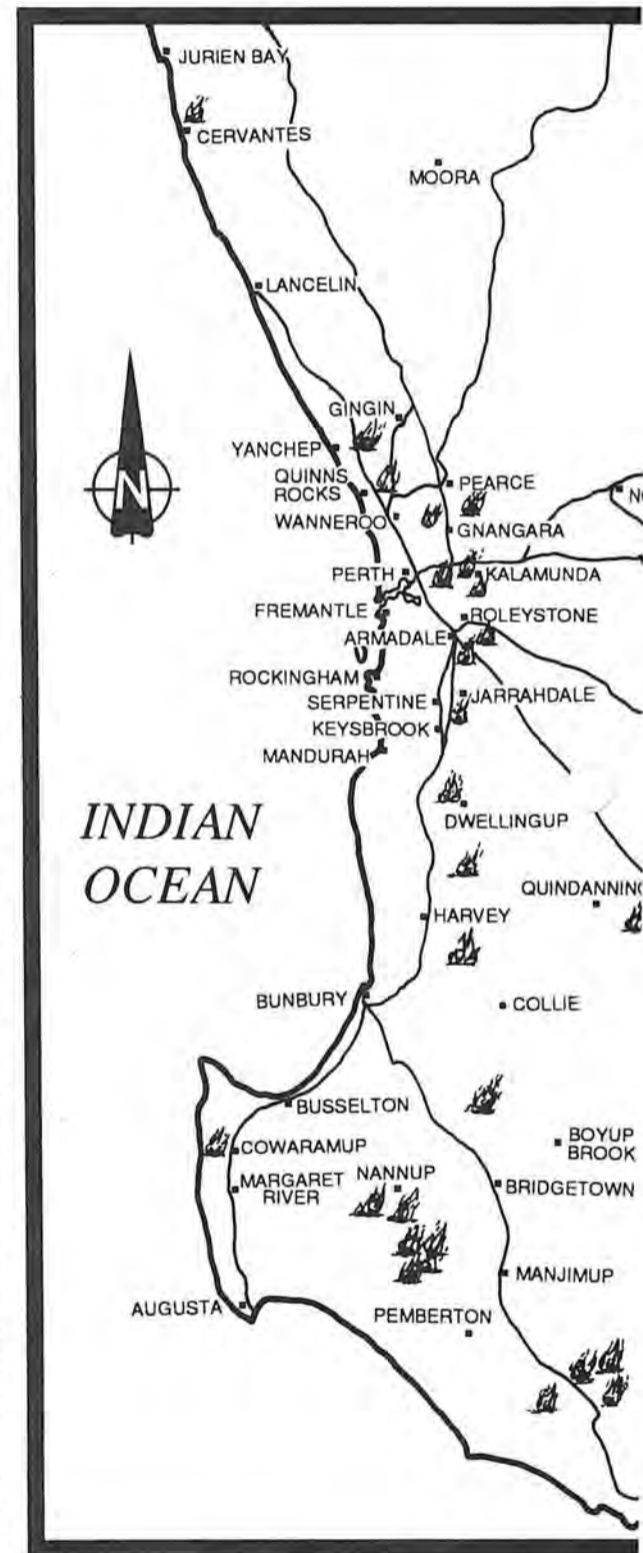 JURIEN BAY
CERVANTES
MOORA
LANCELIN
GINGIN
YANCHEP
QUINNS
ROCKS
PEARCE
N
WANNEROO
GNANGARA
PERTH
KALAMUNDA
FREMANTLE
ROLEYSTONE
ARMADALE
ROCKINGHAM
JARRAHDALE
SERPENTINE
KEYSBROOK
MANDURAH
INDIAN
OCEAN
DWELLINGUP
QUINDANNING
HARVEY
BUNBURY
COLLIE
BUSSELTON
COWARAMUP
BOYUP
BROOK
MARGARET
RIVER
NANNUP
BRIDGETOWN
MANJIMUP
AUGUSTA
PEMBERTON